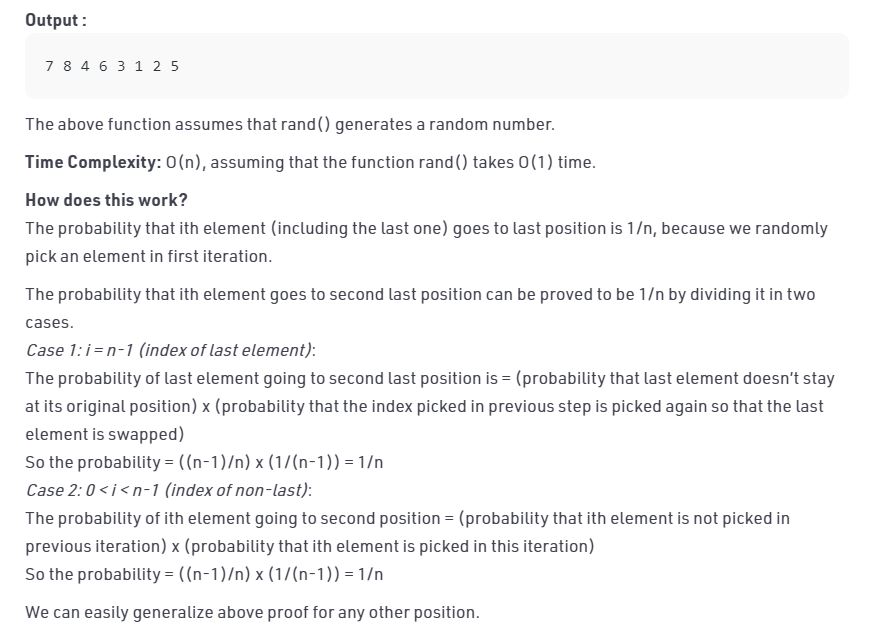 Output :
7 8 4 6 3 1 2 5
The above function assumes that rand() generates a random number.
Time Complexity: O(n), assuming that the function rand() takes O(1) time.
How does this work?
The probability that ith element (including the last one) goes to last position is 1/n, because we randomly
pick an element in first iteration.
The probability that ith element goes to second last position can be proved to be 1/n by dividing it in two
cases.
Case 1: i = n-1 (index of last element):
The probability of last element going to second last position is = (probability that last element doesn't stay
at its original position) x (probability that the index picked in previous step is picked again so that the last
element is swapped)
So the probability = ((n-1)/n) x (1/(n-1)) = 1/n
Case 2: 0 < i < n-1 (index of non-last):
The probability of ith element going to second position = (probability that ith element is not picked in
previous iteration) x (probability that ith element is picked in this iteration)
So the probability = ((n-1)/n) x (1/(n-1)) = 1/n
We can easily generalize above proof for any other position.